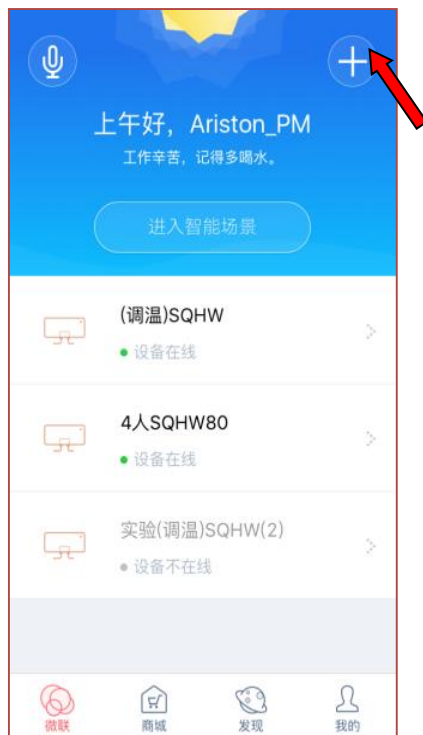 上午好，Ariston_PM
工作辛苦，记得多喝水。
进入智能场景
(调温)SQHW
设备在线
4人SQHW80
设备在线
实验(调温)SQHW(2)
设备不在线
微联 商城 发现 我的